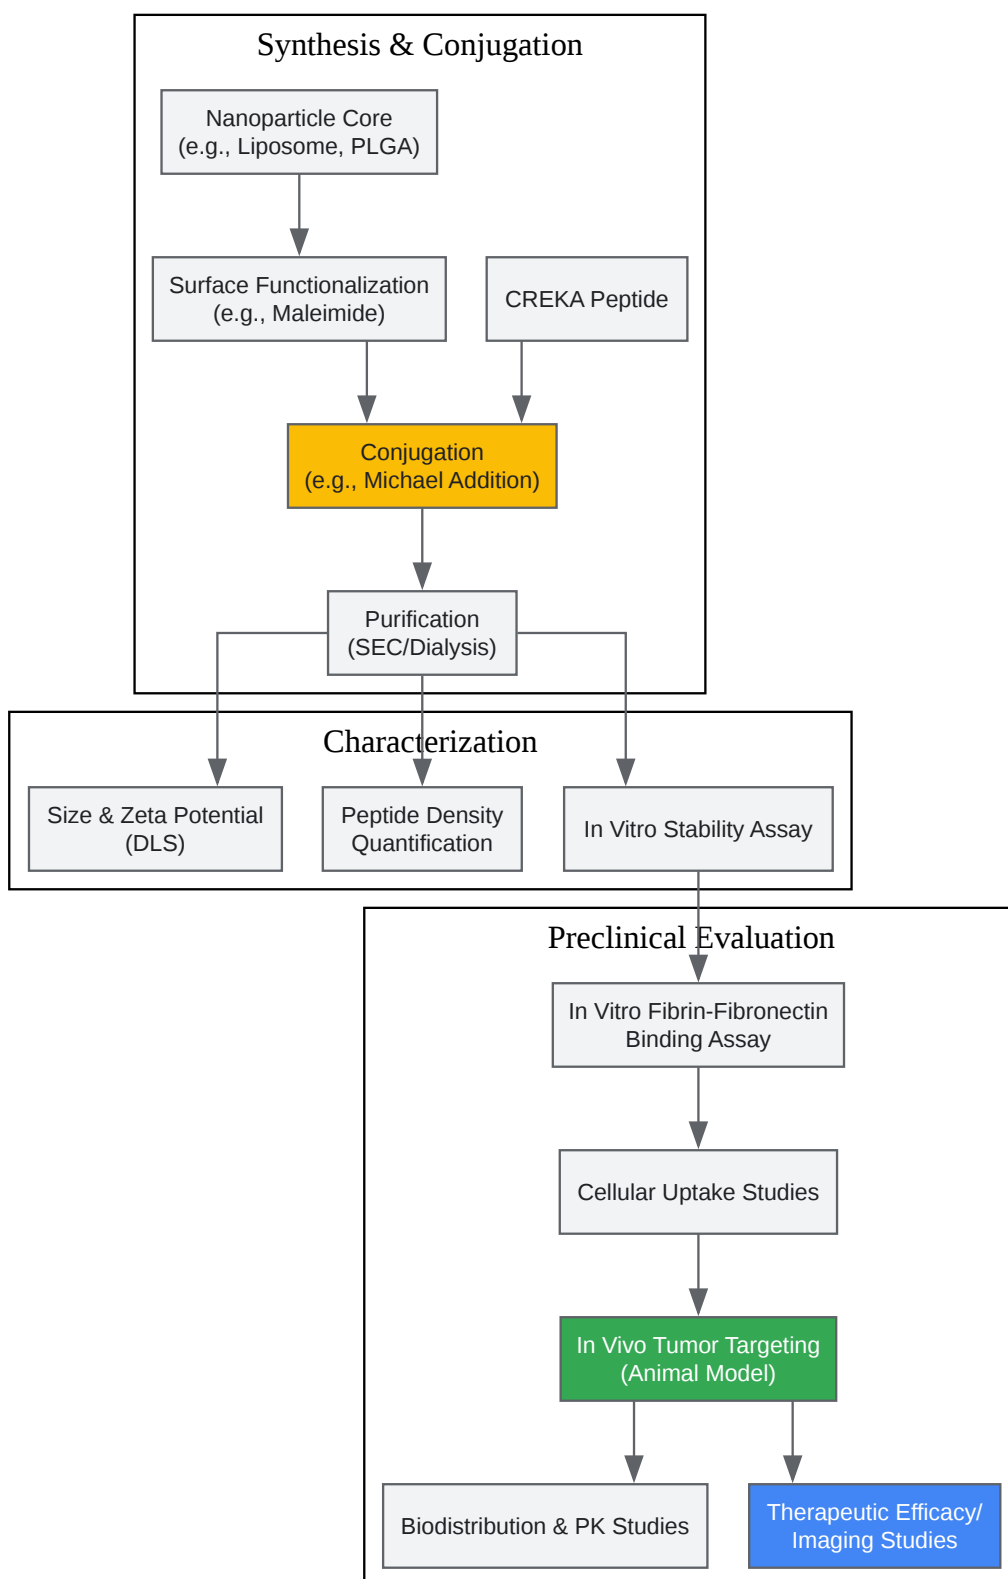 Synthesis & Conjugation
Nanoparticle Core
(e.g., Liposome, PLGA)
Surface Functionalization
(e.g., Maleimide)
CREKA Peptide
Conjugation
(e.g., Michael Addition)
Purification
(SEC/Dialysis)
Characterization
Size & Zeta Potential
(DLS)
Peptide Density
Quantification
In Vitro Stability Assay
Preclinical Evaluation
In Vitro Fibrin-Fibronectin
Binding Assay
Cellular Uptake Studies
In Vivo Tumor Targeting
(Animal Model)
Biodistribution & PK Studies
Therapeutic Efficacy/
Imaging Studies